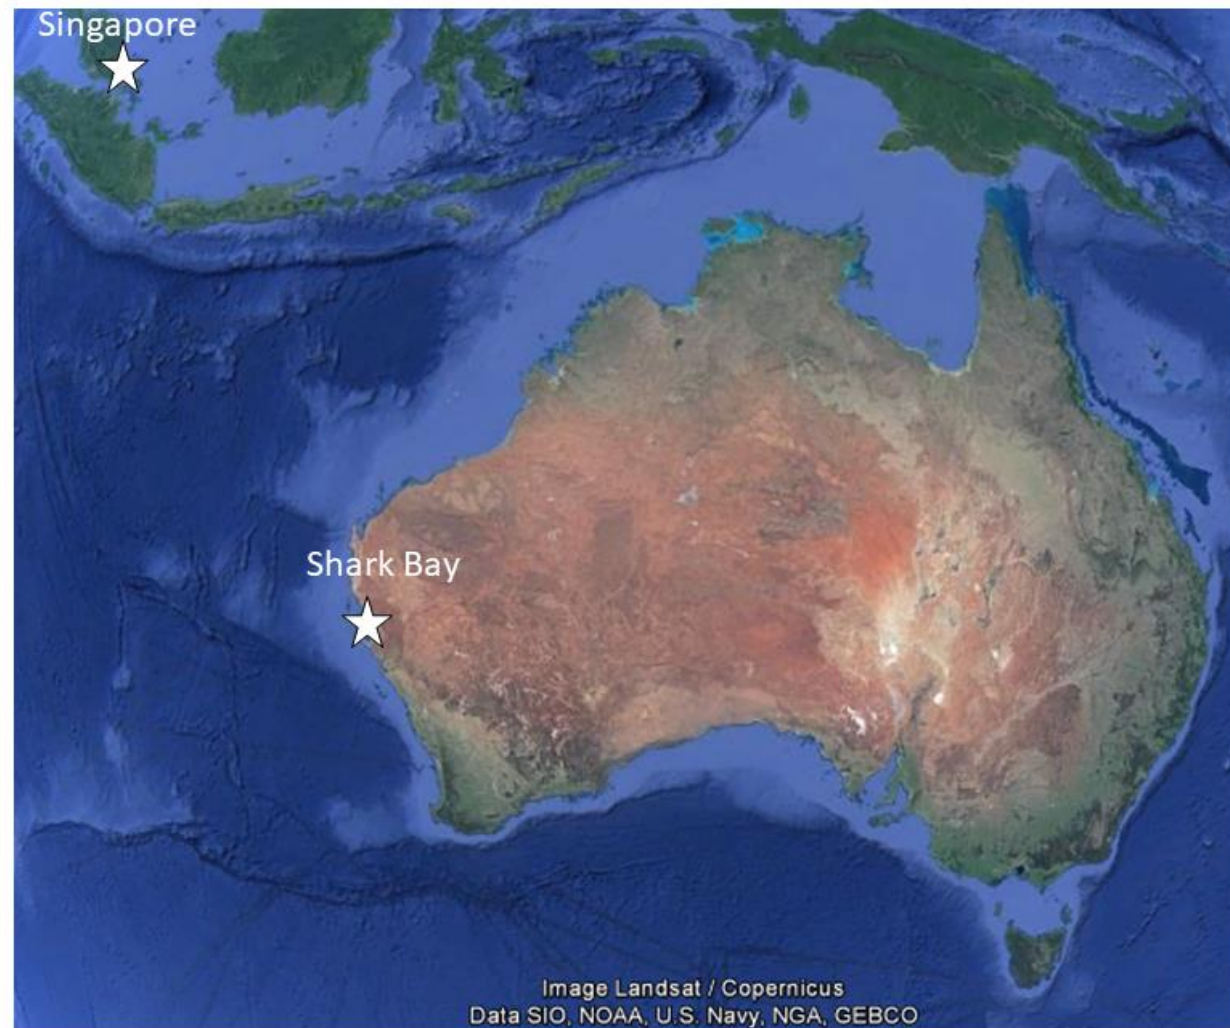 Singapore
Shark Bay
Image Landsat / Copernicus
Data SIO, NOAA, U.S. Navy, NGA, GEBCO